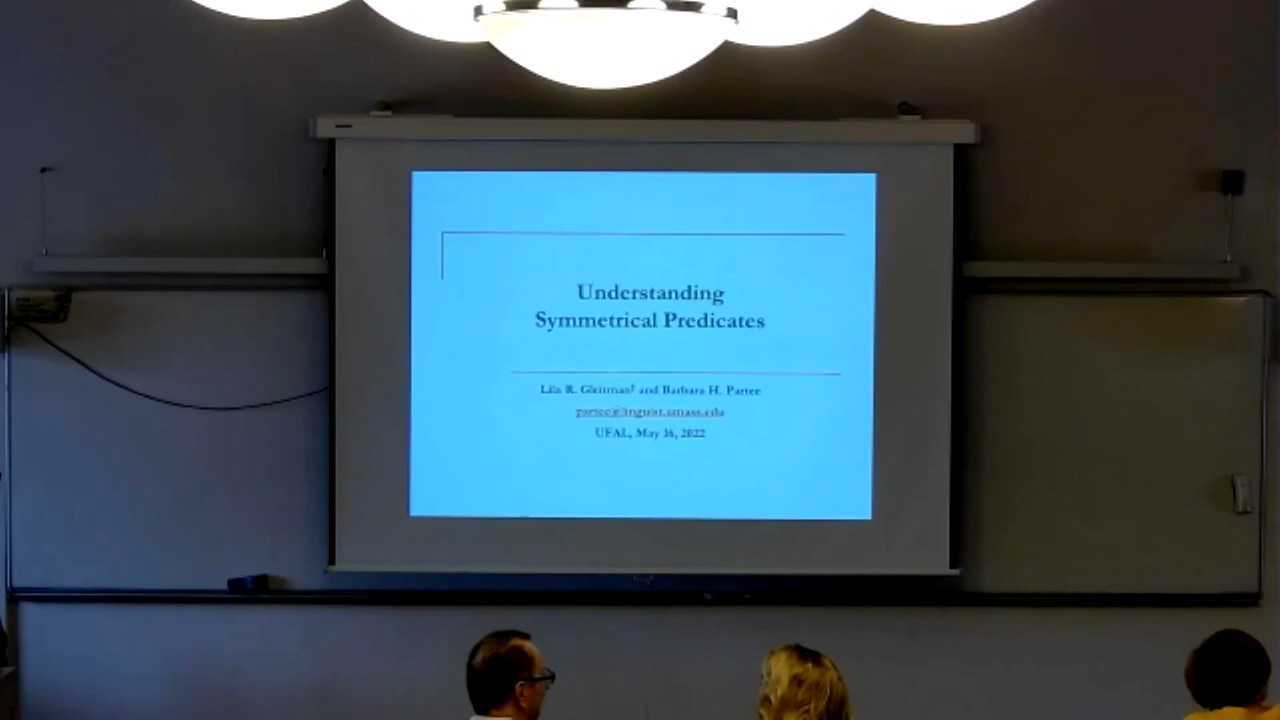 Understanding
Symmetrical Predicates
Lila R. Gleitman† and Barbara H. Partee
partee@linguist.umass.edu
UFAL, May 16, 2022